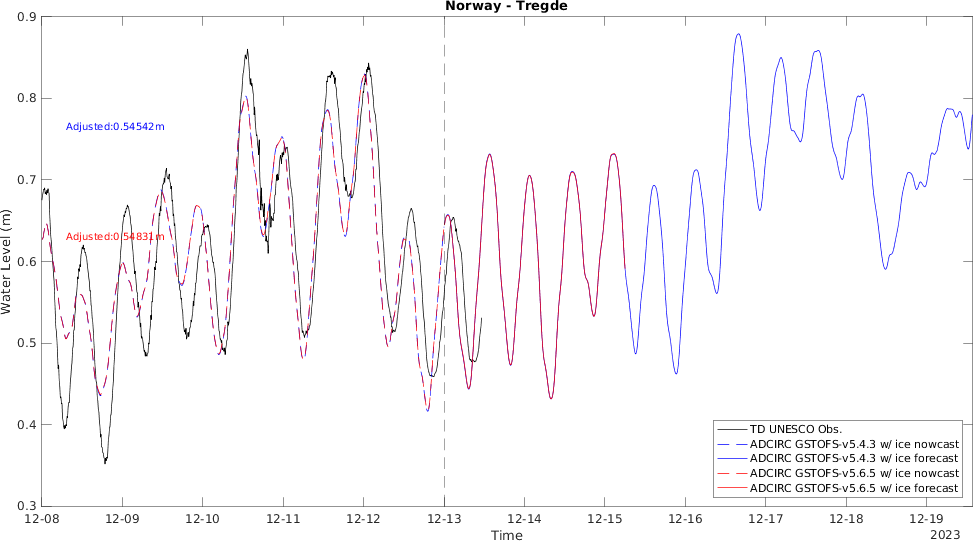 Norway - Tregde
0.9
0.8
0.7
0.6
0.5
0.4
0.3
Water Level (m)
Adjusted:0.54542m
Adjusted:0.54831m
TD UNESCO Obs.
ADCIRC GSTOFS-v5.4.3 w/ ice nowcast
ADCIRC GSTOFS-v5.4.3 w/ ice forecast
ADCIRC GSTOFS-v5.6.5 w/ ice nowcast
ADCIRC GSTOFS-v5.6.5 w/ ice forecast
12-08 12-09 12-10 12-11 12-12 12-13 12-14 12-15 12-16 12-17 12-18 12-19
Time
2023